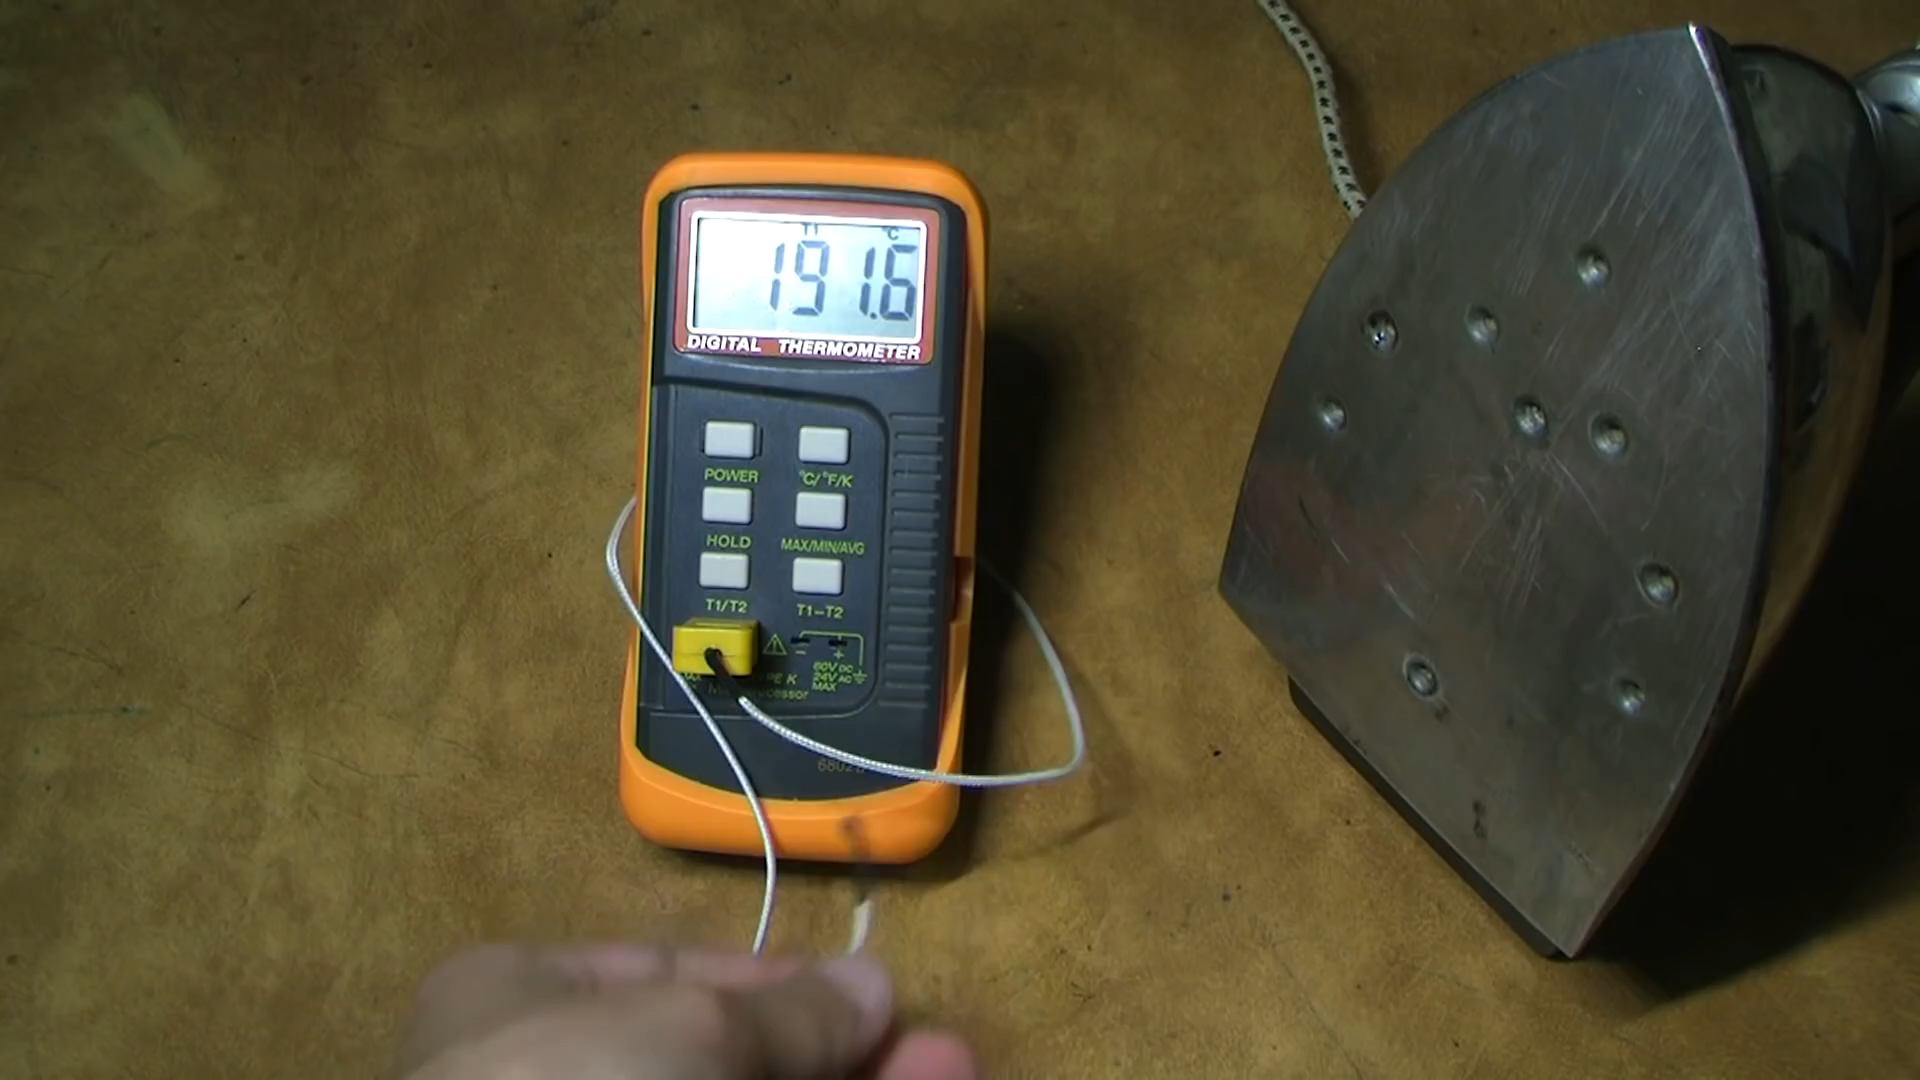 T1 °C
191.6
DIGITAL THERMOMETER
POWER °C/°F/K
HOLD MAX/MIN/AVG
T1/T2 T1-T2
- +
60V DC
24V AC
MAX
PE K